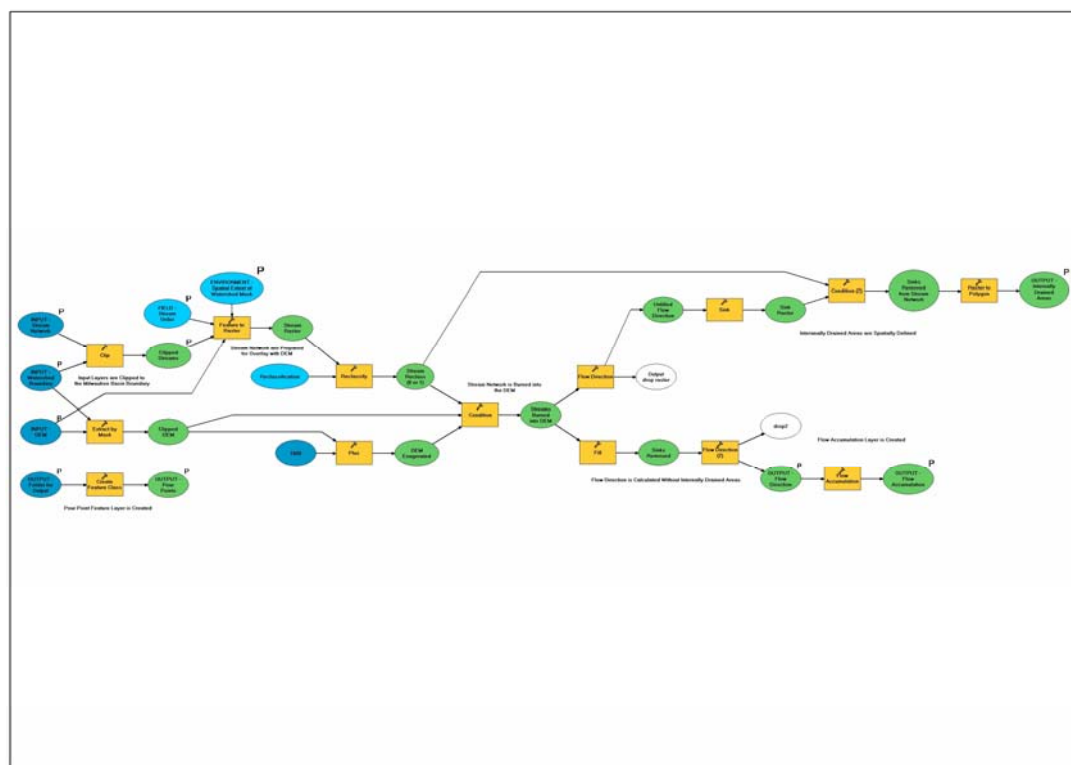 P
ENVIRONMENT -
Spatial Extent of
Watershed Mask
P
FIELD -
Stream
Order
P
INPUT -
Stream
Network
Feature to
Raster
Stream
Raster
Clip
P
Clipped
Streams
Stream Network are Prepared
for Overlay with DEM
P
INPUT -
Watershed
Boundary
Input Layers are Clipped to
the Milwaukee Basin Boundary
Reclassification
Reclassify
Stream
Raster
(0 or 1)
Stream Network is Burned into
the DEM
P
INPUT -
DEM
Extract by
Mask
P
Clipped
DEM
Condition
Streams
Burned
into DEM
Plus
DEM
Exagerated
P
OUTPUT -
Folder for
Output
Create
Feature Class
P
OUTPUT -
Pour
Points
Pour Point Feature Layer is Created
Flow Direction
Output
drop raster
Unfilled
Flow
Direction
Sink
Sink
Raster
Condition (2)
Sinks
Removed
from Stream
Network
Raster to
Polygon
P
OUTPUT -
Internally
Drained
Areas
Internally Drained Areas are Spatially Defined
Fill
Sinks
Removed
Flow Direction
(2)
drop2
Flow Accumulation Layer is Created
P
OUTPUT -
Flow
Direction
Flow
Accumulation
P
OUTPUT -
Flow
Accumulation
Flow Direction is Calculated Without Internally Drained Areas